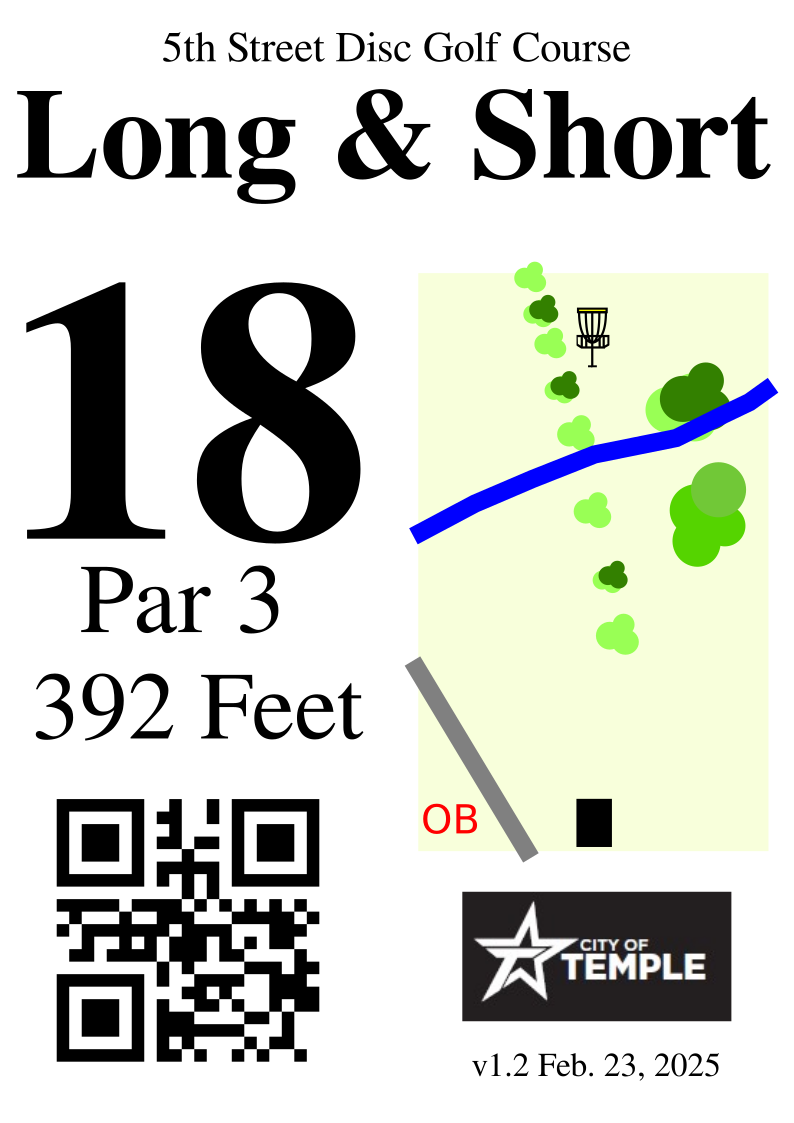 5th Street Disc Golf Course
Long & Short
18
Par 3
392 Feet
OB
CITY OF
TEMPLE
v1.2 Feb. 23, 2025